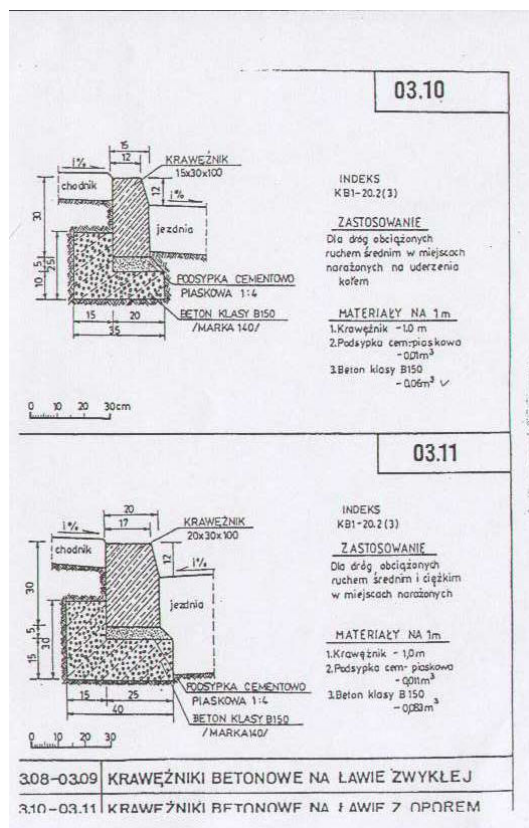 03.10
15
12
KRAWĘŻNIK
15x30x100
i%
chodnik
12
i%
jezdnia
30
5
25
10
PODSYPKA CEMENTOWO
PIASKOWA 1:4
BETON KLASY B150
/MARKA 140/
15 20
35
0 10 20 30cm
INDEKS
KB1-20.2(3)
ZASTOSOWANIE
Dla dróg obciążonych
ruchem średnim w miejscach
narażonych na uderzenia
kołem
MATERIAŁY NA 1m
1.Krawężnik -1.0 m
2.Podsypka cem:piaskowa
- 0,01m³
3.Beton klasy B150
- 0,06m³
03.11
20
17
KRAWĘŻNIK
20x30x100
i%
chodnik
12
i%
jezdnia
30
5
30
15
PODSYPKA CEMENTOWO
PIASKOWA 1:4
BETON KLASY B150
/MARKA140/
15 25
40
0 10 20 30
INDEKS
KB1-20.2(3)
ZASTOSOWANIE
Dla dróg obciążonych
ruchem średnim i ciężkim
w miejscach narażonych
MATERIAŁY NA 1m
1.Krawężnik - 1,0m
2.Podsypka cem- piaskowa
- 0,011m³
3.Beton klasy B150
- 0,083m³
3.08-03.09 KRAWĘŻNIKI BETONOWE NA ŁAWIE ZWYKŁEJ
3.10-03.11 KRAWĘŻNIKI BETONOWE NA ŁAWIE Z OPOREM